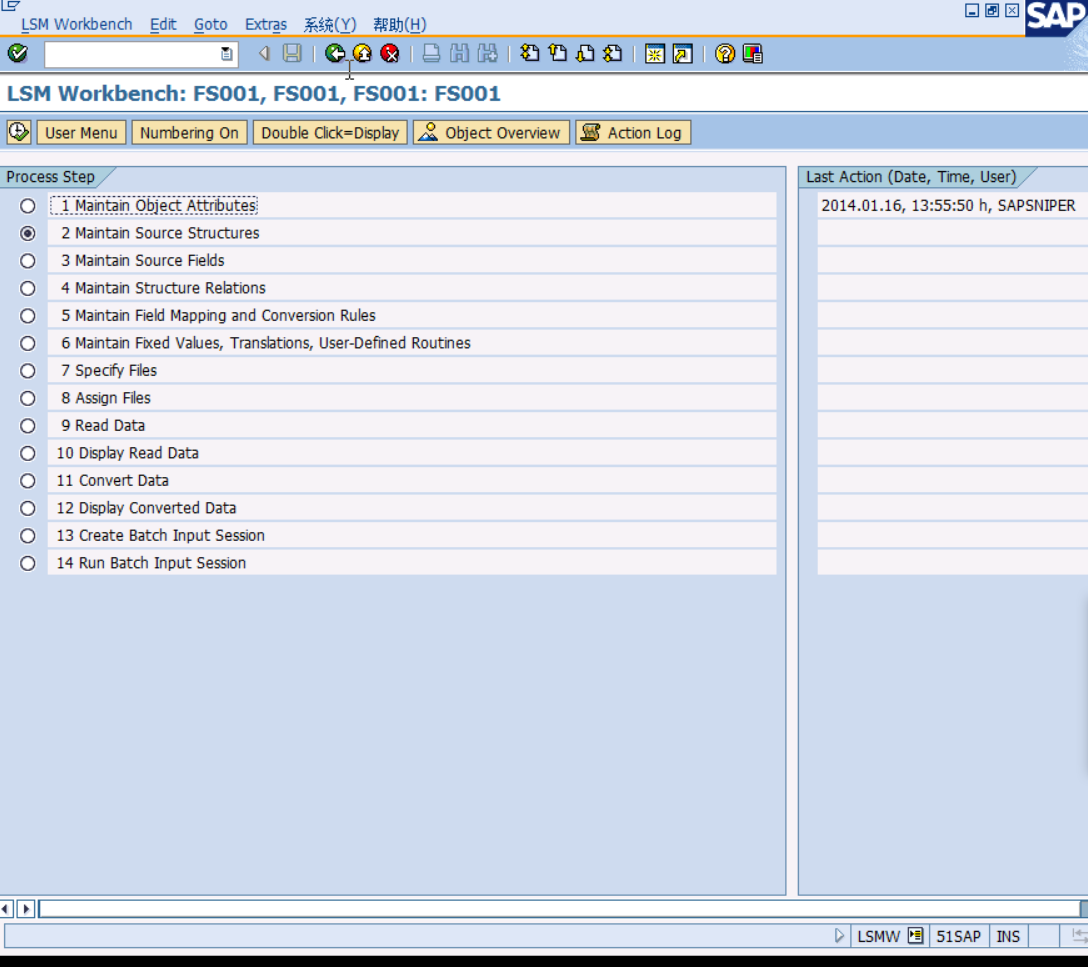 LSM Workbench Edit Goto Extras 系统(Y) 帮助(H)
SAP
LSM Workbench: FS001, FS001, FS001: FS001
User Menu Numbering On Double Click=Display Object Overview Action Log
Process Step Last Action (Date, Time, User)
1 Maintain Object Attributes 2014.01.16, 13:55:50 h, SAPSNIPER
2 Maintain Source Structures
3 Maintain Source Fields
4 Maintain Structure Relations
5 Maintain Field Mapping and Conversion Rules
6 Maintain Fixed Values, Translations, User-Defined Routines
7 Specify Files
8 Assign Files
9 Read Data
10 Display Read Data
11 Convert Data
12 Display Converted Data
13 Create Batch Input Session
14 Run Batch Input Session
LSMW 51SAP INS